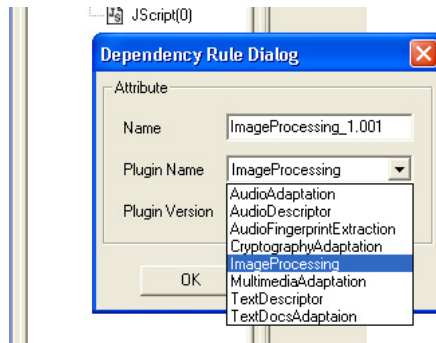 JScript(0)
Dependency Rule Dialog
Attribute
Name
ImageProcessing_1.001
Plugin Name
ImageProcessing
Plugin Version
AudioAdaptation
AudioDescriptor
AudioFingerprintExtraction
CryptographyAdaptation
ImageProcessing
MultimediaAdaptation
TextDescriptor
TextDocsAdaptaion
OK